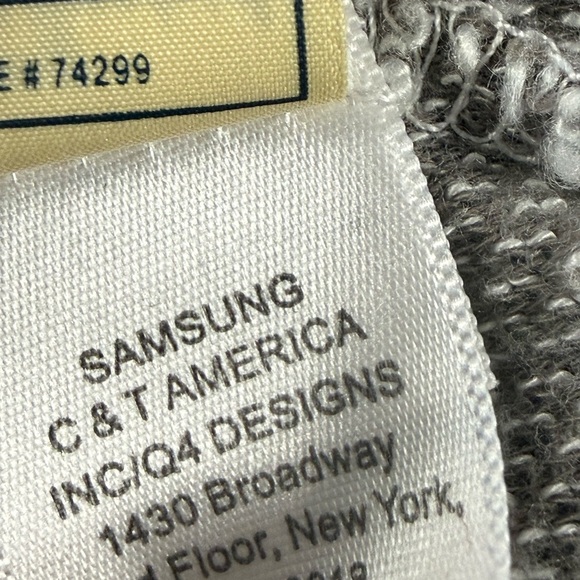 E # 74299
SAMSUNG
C & T AMERICA
INC/Q4 DESIGNS
1430 Broadway
Floor, New York,